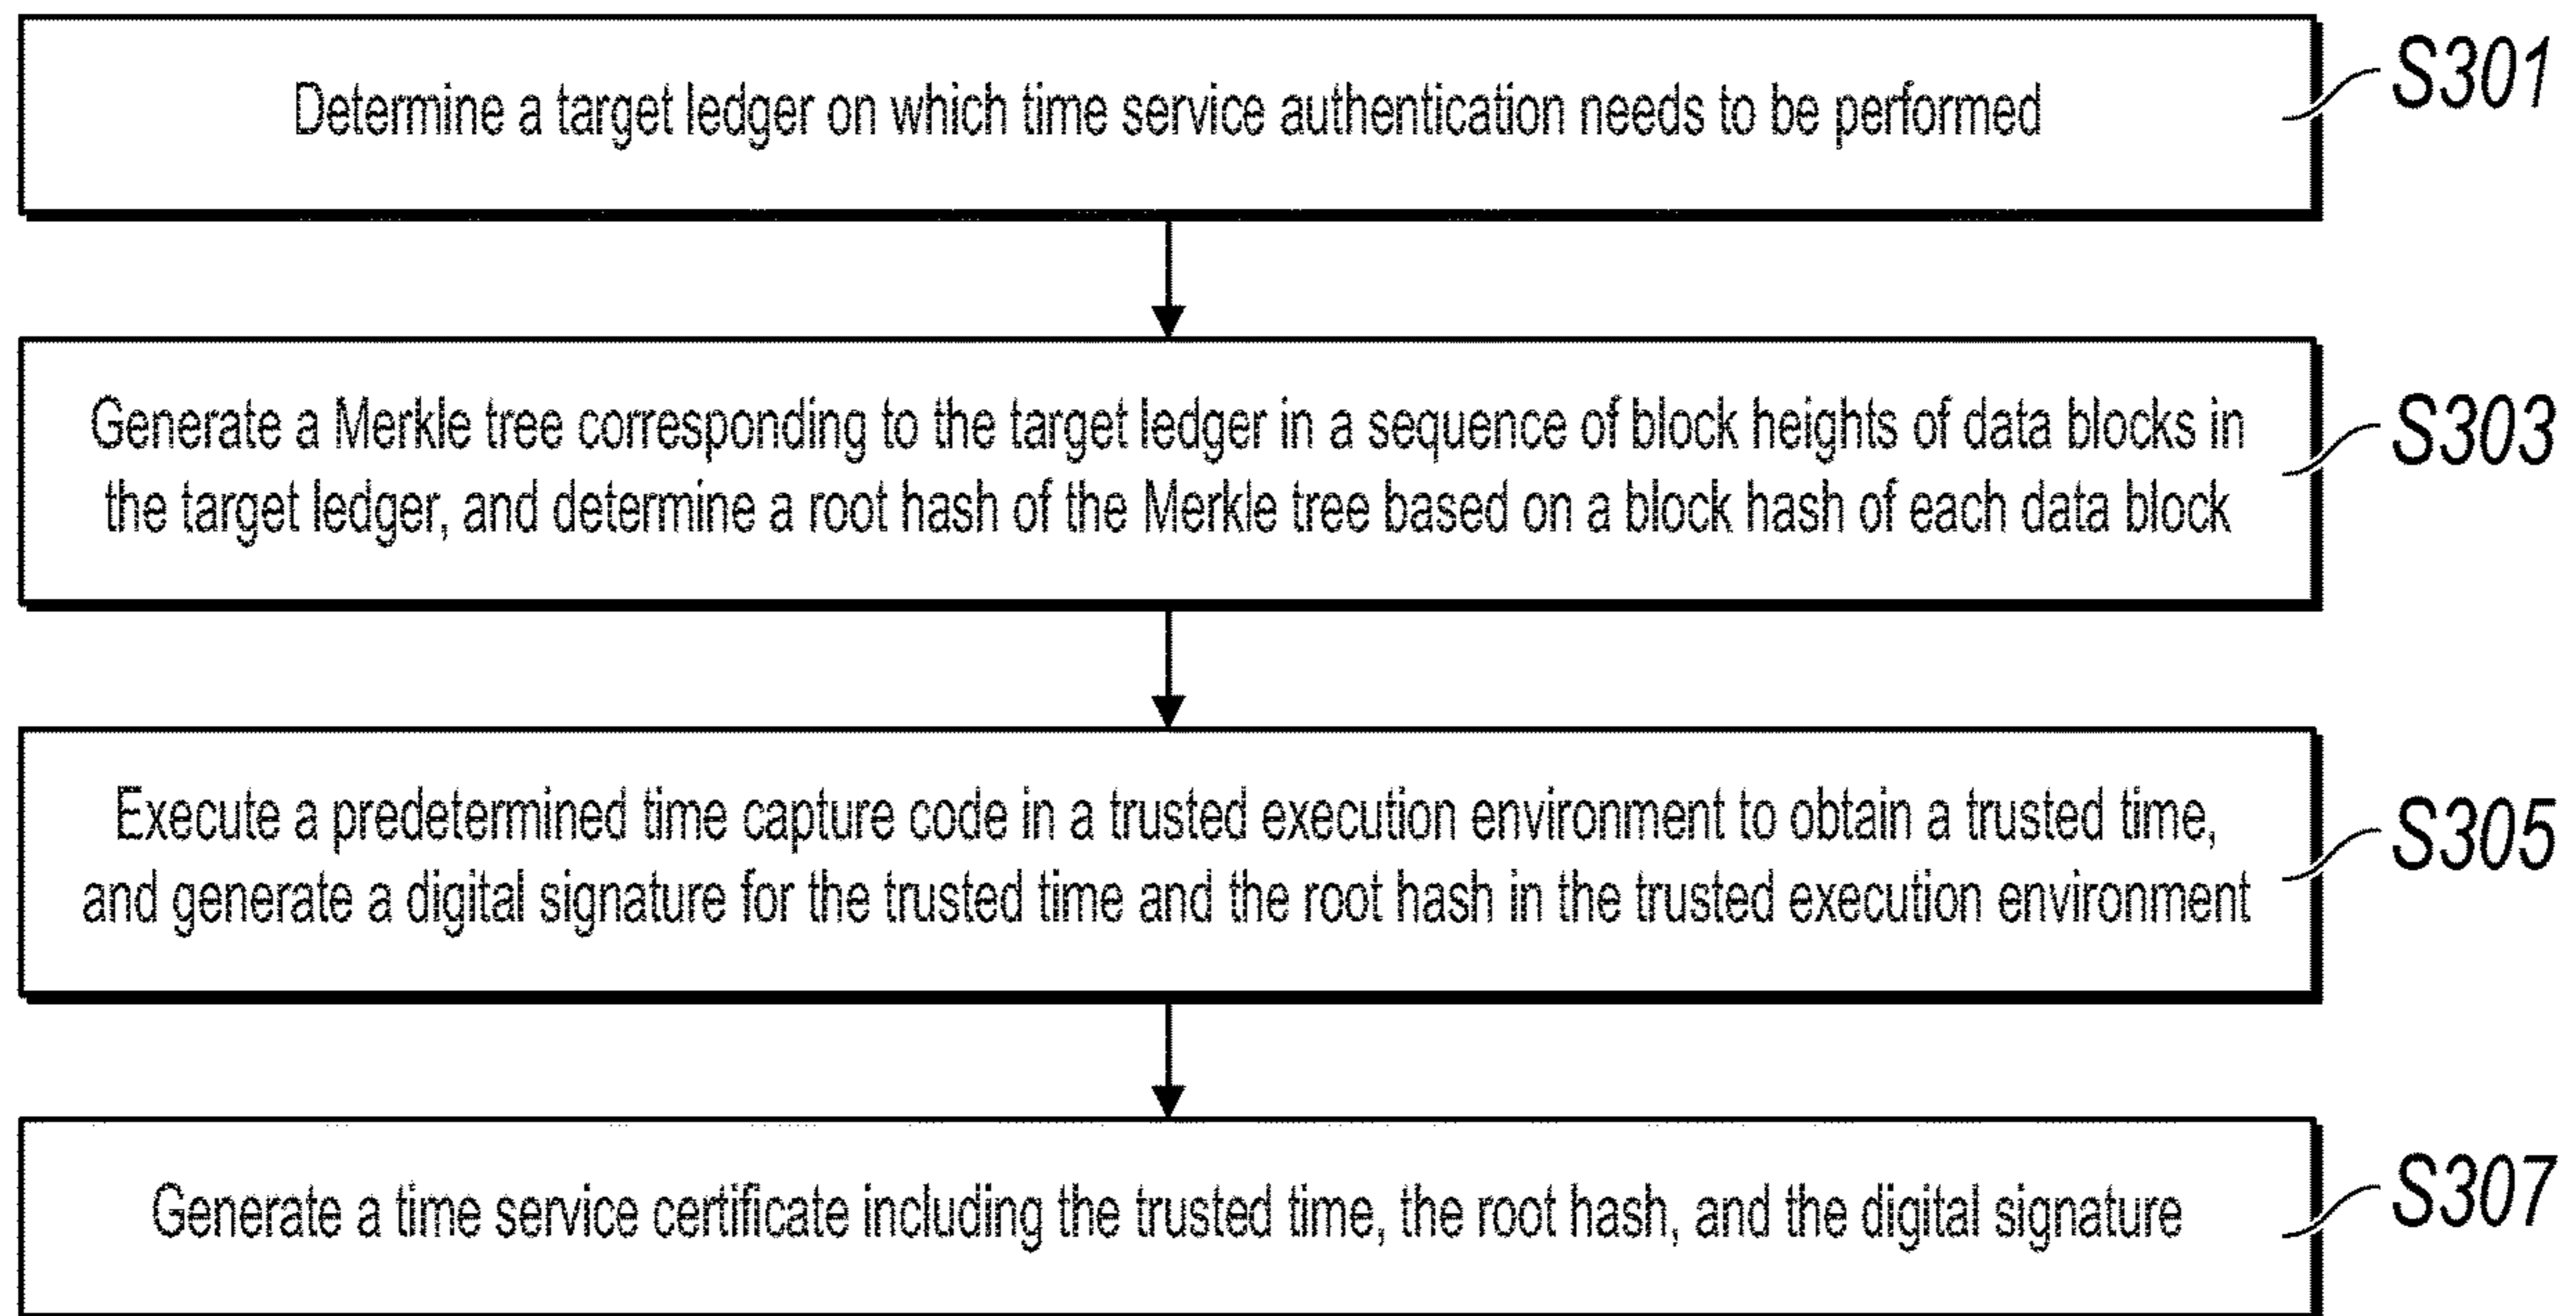 Determine a target ledger on which time service authentication needs to be performed
S301
Generate a Merkle tree corresponding to the target ledger in a sequence of block heights of data blocks in
the target ledger, and determine a root hash of the Merkle tree based on a block hash of each data block
S303
Execute a predetermined time capture code in a trusted execution environment to obtain a trusted time,
and generate a digital signature for the trusted time and the root hash in the trusted execution environment
S305
Generate a time service certificate including the trusted time, the root hash, and the digital signature
S307